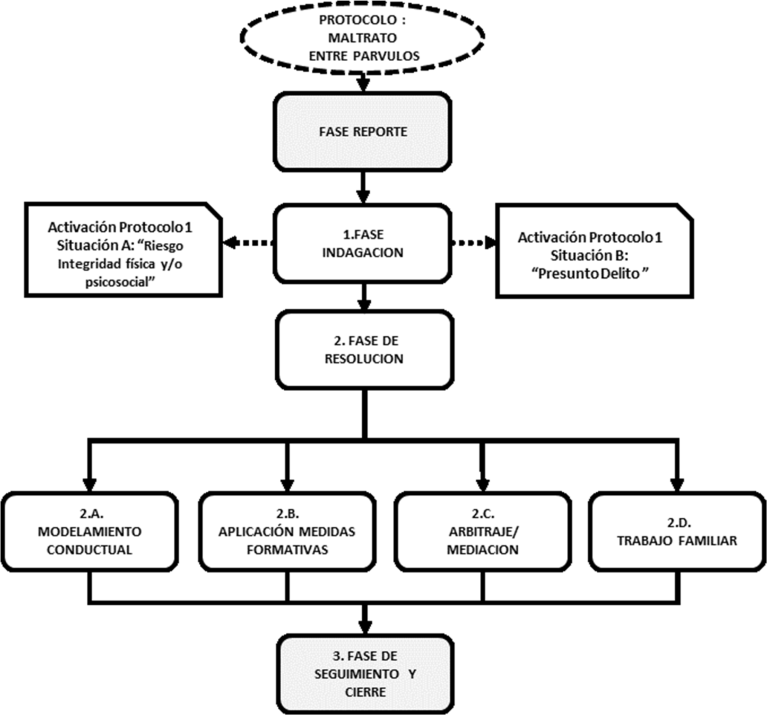 PROTOCOLO :
MALTRATO
ENTRE PARVULOS
FASE REPORTE
Activación Protocolo 1
Situación A: “Riesgo
Integridad física y/o
psicosocial”
1.FASE
INDAGACION
Activación Protocolo 1
Situación B:
“Presunto Delito ”
2. FASE DE
RESOLUCION
2.A.
MODELAMIENTO
CONDUCTUAL
2.B.
APLICACIÓN MEDIDAS
FORMATIVAS
2.C.
ARBITRAJE/
MEDIACION
2.D.
TRABAJO FAMILIAR
3. FASE DE
SEGUIMIENTO Y
CIERRE